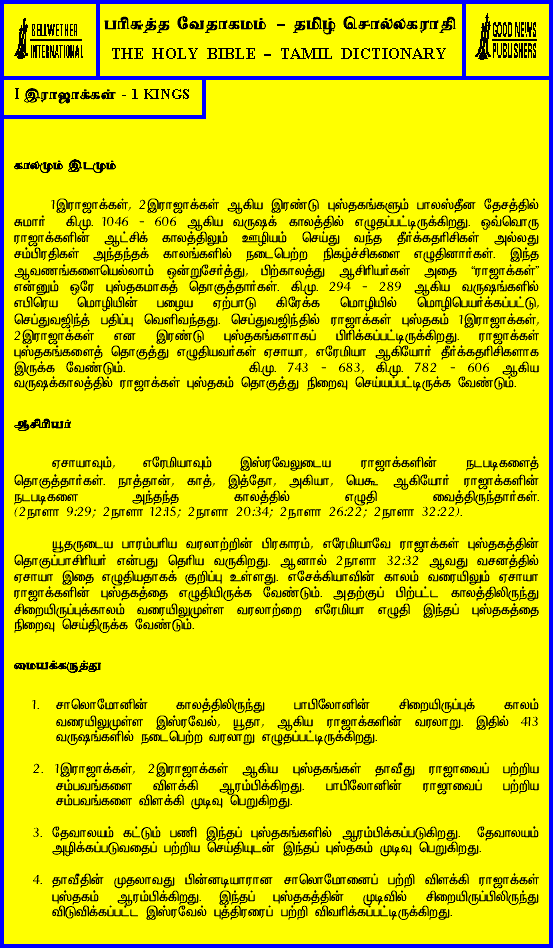 BELLWETHER
INTERNATIONAL
பரிசுத்த வேதாகமம் – தமிழ் சொல்லகராதி
THE HOLY BIBLE – TAMIL DICTIONARY
GOOD NEWS
PUBLISHERS
I இராஜாக்கள் - 1 KINGS
காலமும் இடமும்
1இராஜாக்கள், 2இராஜாக்கள் ஆகிய இரண்டு புஸ்தகங்களும் பாலஸ்தீன தேசத்தில்
சுமார் கிமு. 1046 - 606 ஆகிய வருஷக் காலத்தில் எழுதப்பட்டிருக்கிறது. ஒவ்வொரு
ராஜாக்களின் ஆட்சிக் காலத்திலும் ஊழியம் செய்து வந்த தீர்க்கதரிசிகள் அல்லது
சம்பிரதிகள் அந்தந்தக் காலங்களில் நடைபெற்ற நிகழ்ச்சிகளை எழுதினார்கள். இந்த
ஆவணங்களையெல்லாம் ஒன்றுசேர்த்து, பிற்காலத்து ஆசிரியர்கள் அதை “ராஜாக்கள்”
என்னும் ஒரே புஸ்தகமாகத் தொகுத்தார்கள். கிமு. 294 - 289 ஆகிய வருஷங்களில்
எபிரெய மொழியின் பழைய ஏற்பாடு கிரேக்க மொழியில் மொழிபெயர்க்கப்பட்டு,
செப்துவஜிந்த் பதிப்பு வெளிவந்தது. செப்துவஜிந்தில் ராஜாக்கள் புஸ்தகம் 1இராஜாக்கள்,
2இராஜாக்கள் என இரண்டு புஸ்தகங்களாகப் பிரிக்கப்பட்டிருக்கிறது. ராஜாக்கள்
புஸ்தகங்களைத் தொகுத்து எழுதியவர்கள் ஏசாயா, எரேமியா ஆகியோர் தீர்க்கதரிசிகளாக
இருக்க வேண்டும். கிமு. 743 - 683, கிமு. 782 - 606 ஆகிய
வருஷக்காலத்தில் ராஜாக்கள் புஸ்தகம் தொகுத்து நிறைவு செய்யப்பட்டிருக்க வேண்டும்.
ஆசிரியர்
ஏசாயாவும், எரேமியாவும் இஸ்ரவேலுடைய ராஜாக்களின் நடபடிகளைத்
தொகுத்தார்கள். நாத்தான், காத், இத்தோ, அகியா, யெகூ ஆகியோர் ராஜாக்களின்
நடபடிகளை அந்தந்த காலத்தில் எழுதி வைத்திருந்தார்கள்.
(2நாளா 9:29; 2நாளா 12:15; 2நாளா 20:34; 2நாளா 26:22; 2நாளா 32:22).
யூதருடைய பாரம்பரிய வரலாற்றின் பிரகாரம், எரேமியாவே ராஜாக்கள் புஸ்தகத்தின்
தொகுப்பாசிரியர் என்பது தெரிய வருகிறது. ஆனால் 2நாளா 32:32 ஆவது வசனத்தில்
ஏசாயா இதை எழுதியதாகக் குறிப்பு உள்ளது. எசேக்கியாவின் காலம் வரையிலும் ஏசாயா
ராஜாக்களின் புஸ்தகத்தை எழுதியிருக்க வேண்டும். அதற்குப் பிற்பட்ட காலத்திலிருந்து
சிறையிருப்புக்காலம் வரையிலுமுள்ள வரலாற்றை எரேமியா எழுதி இந்தப் புஸ்தகத்தை
நிறைவு செய்திருக்க வேண்டும்.
மையக்கருத்து
1. சாலொமோனின் காலத்திலிருந்து பாபிலோனின் சிறையிருப்புக் காலம்
வரையிலுமுள்ள இஸ்ரவேல், யூதா, ஆகிய ராஜாக்களின் வரலாறு. இதில் 413
வருஷங்களில் நடைபெற்ற வரலாறு எழுதப்பட்டிருக்கிறது.
2. 1இராஜாக்கள், 2இராஜாக்கள் ஆகிய புஸ்தகங்கள் தாவீது ராஜாவைப் பற்றிய
சம்பவங்களை விளக்கி ஆரம்பிக்கிறது. பாபிலோனின் ராஜாவைப் பற்றிய
சம்பவங்களை விளக்கி முடிவு பெறுகிறது.
3. தேவாலயம் கட்டும் பணி இந்தப் புஸ்தகங்களில் ஆரம்பிக்கப்படுகிறது. தேவாலயம்
அழிக்கப்படுவதைப் பற்றிய செய்தியுடன் இந்தப் புஸ்தகம் முடிவு பெறுகிறது.
4. தாவீதின் முதலாவது பின்னடியாரான சாலொமோனைப் பற்றி விளக்கி ராஜாக்கள்
புஸ்தகம் ஆரம்பிக்கிறது. இந்தப் புஸ்தகத்தின் முடிவில் சிறையிருப்பிலிருந்து
விடுவிக்கப்பட்ட இஸ்ரவேல் புத்திரரைப் பற்றி விவரிக்கப்பட்டிருக்கிறது.